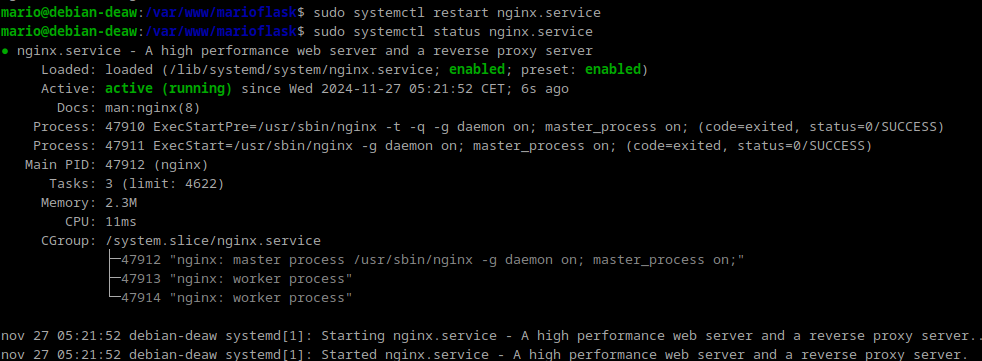 mario@debian-deaw:/var/www/marioflask$ sudo systemctl restart nginx.service
mario@debian-deaw:/var/www/marioflask$ sudo systemctl status nginx.service
● nginx.service - A high performance web server and a reverse proxy server
Loaded: loaded (/lib/systemd/system/nginx.service; enabled; preset: enabled)
Active: active (running) since Wed 2024-11-27 05:21:52 CET; 6s ago
Docs: man:nginx(8)
Process: 47910 ExecStartPre=/usr/sbin/nginx -t -q -g daemon on; master_process on; (code=exited, status=0/SUCCESS)
Process: 47911 ExecStart=/usr/sbin/nginx -g daemon on; master_process on; (code=exited, status=0/SUCCESS)
Main PID: 47912 (nginx)
Tasks: 3 (limit: 4622)
Memory: 2.3M
CPU: 11ms
CGroup: /system.slice/nginx.service
├─47912 "nginx: master process /usr/sbin/nginx -g daemon on; master_process on;"
├─47913 "nginx: worker process"
└─47914 "nginx: worker process"
nov 27 05:21:52 debian-deaw systemd[1]: Starting nginx.service - A high performance web server and a reverse proxy server..
nov 27 05:21:52 debian-deaw systemd[1]: Started nginx.service - A high performance web server and a reverse proxy server.